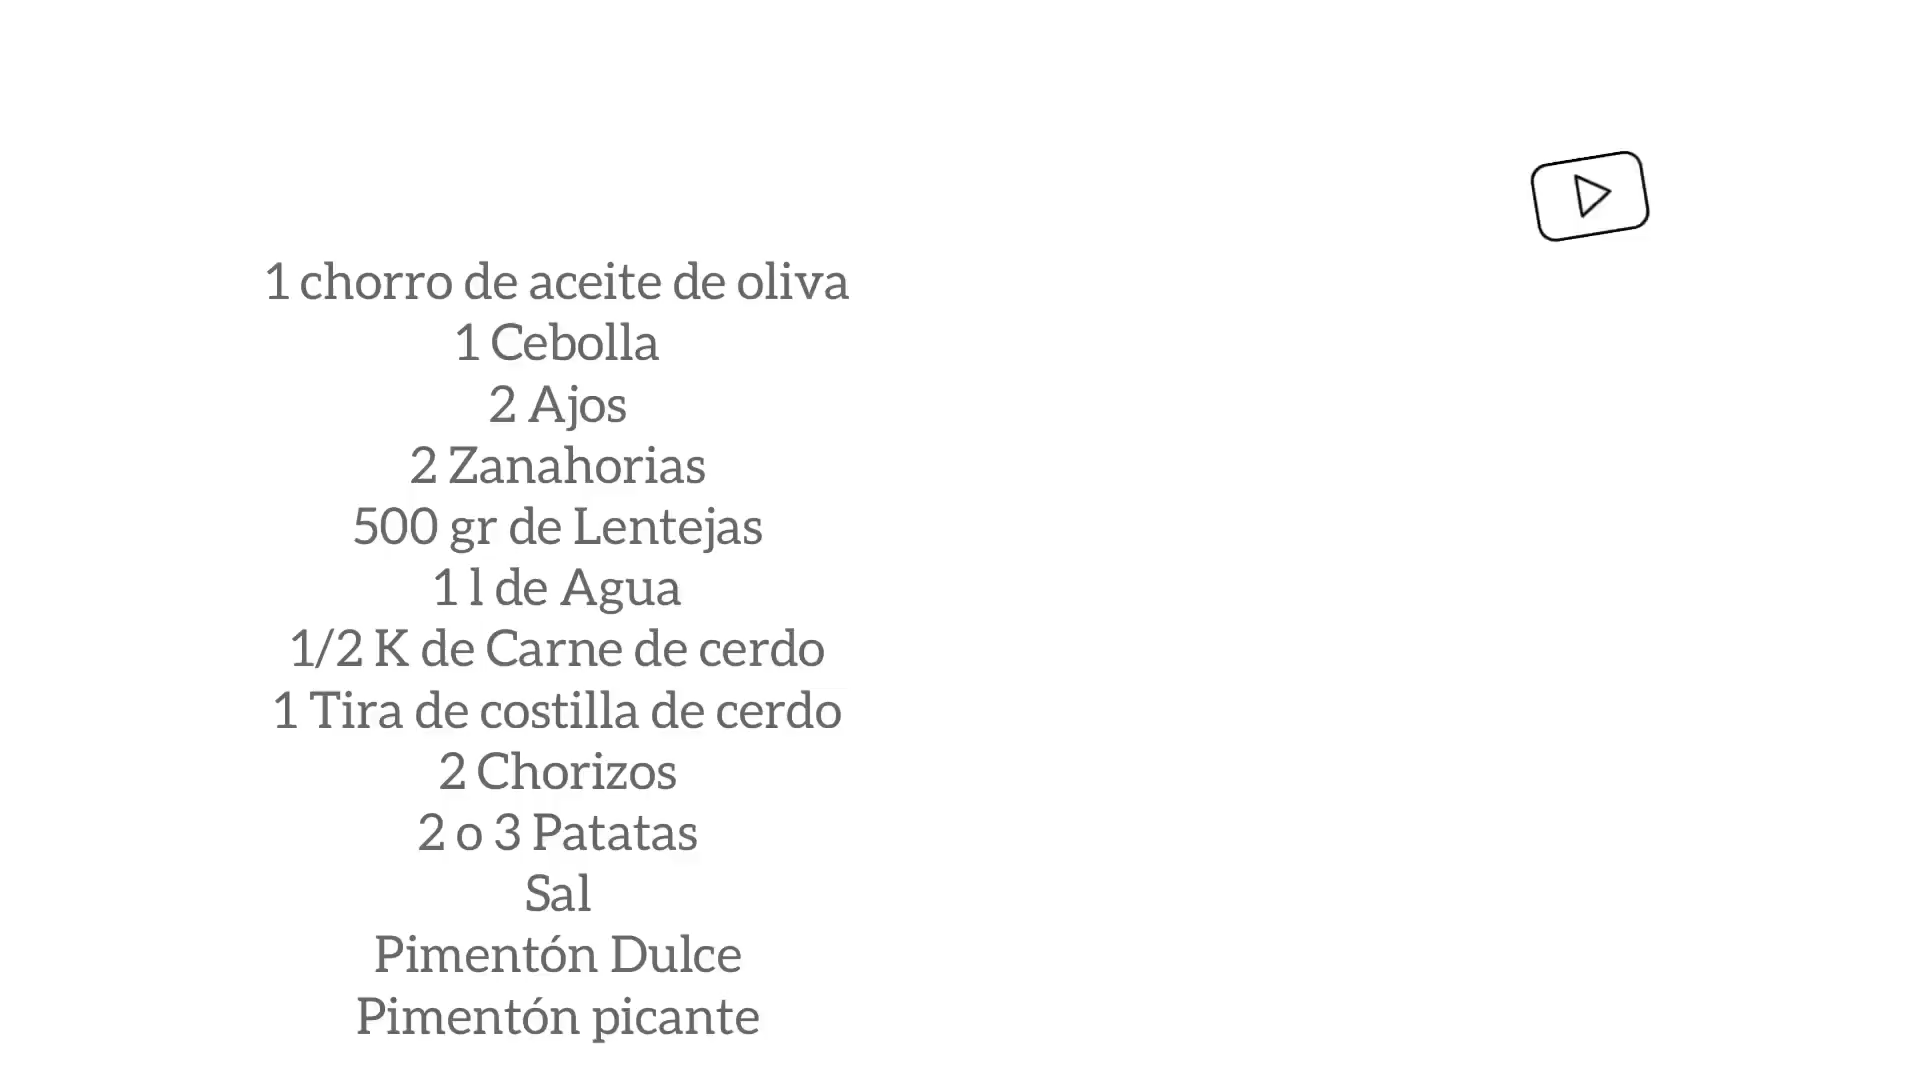 1 chorro de aceite de oliva
1 Cebolla
2 Ajos
2 Zanahorias
500 gr de Lentejas
1 l de Agua
1/2 K de Carne de cerdo
1 Tira de costilla de cerdo
2 Chorizos
2 o 3 Patatas
Sal
Pimentón Dulce
Pimentón picante